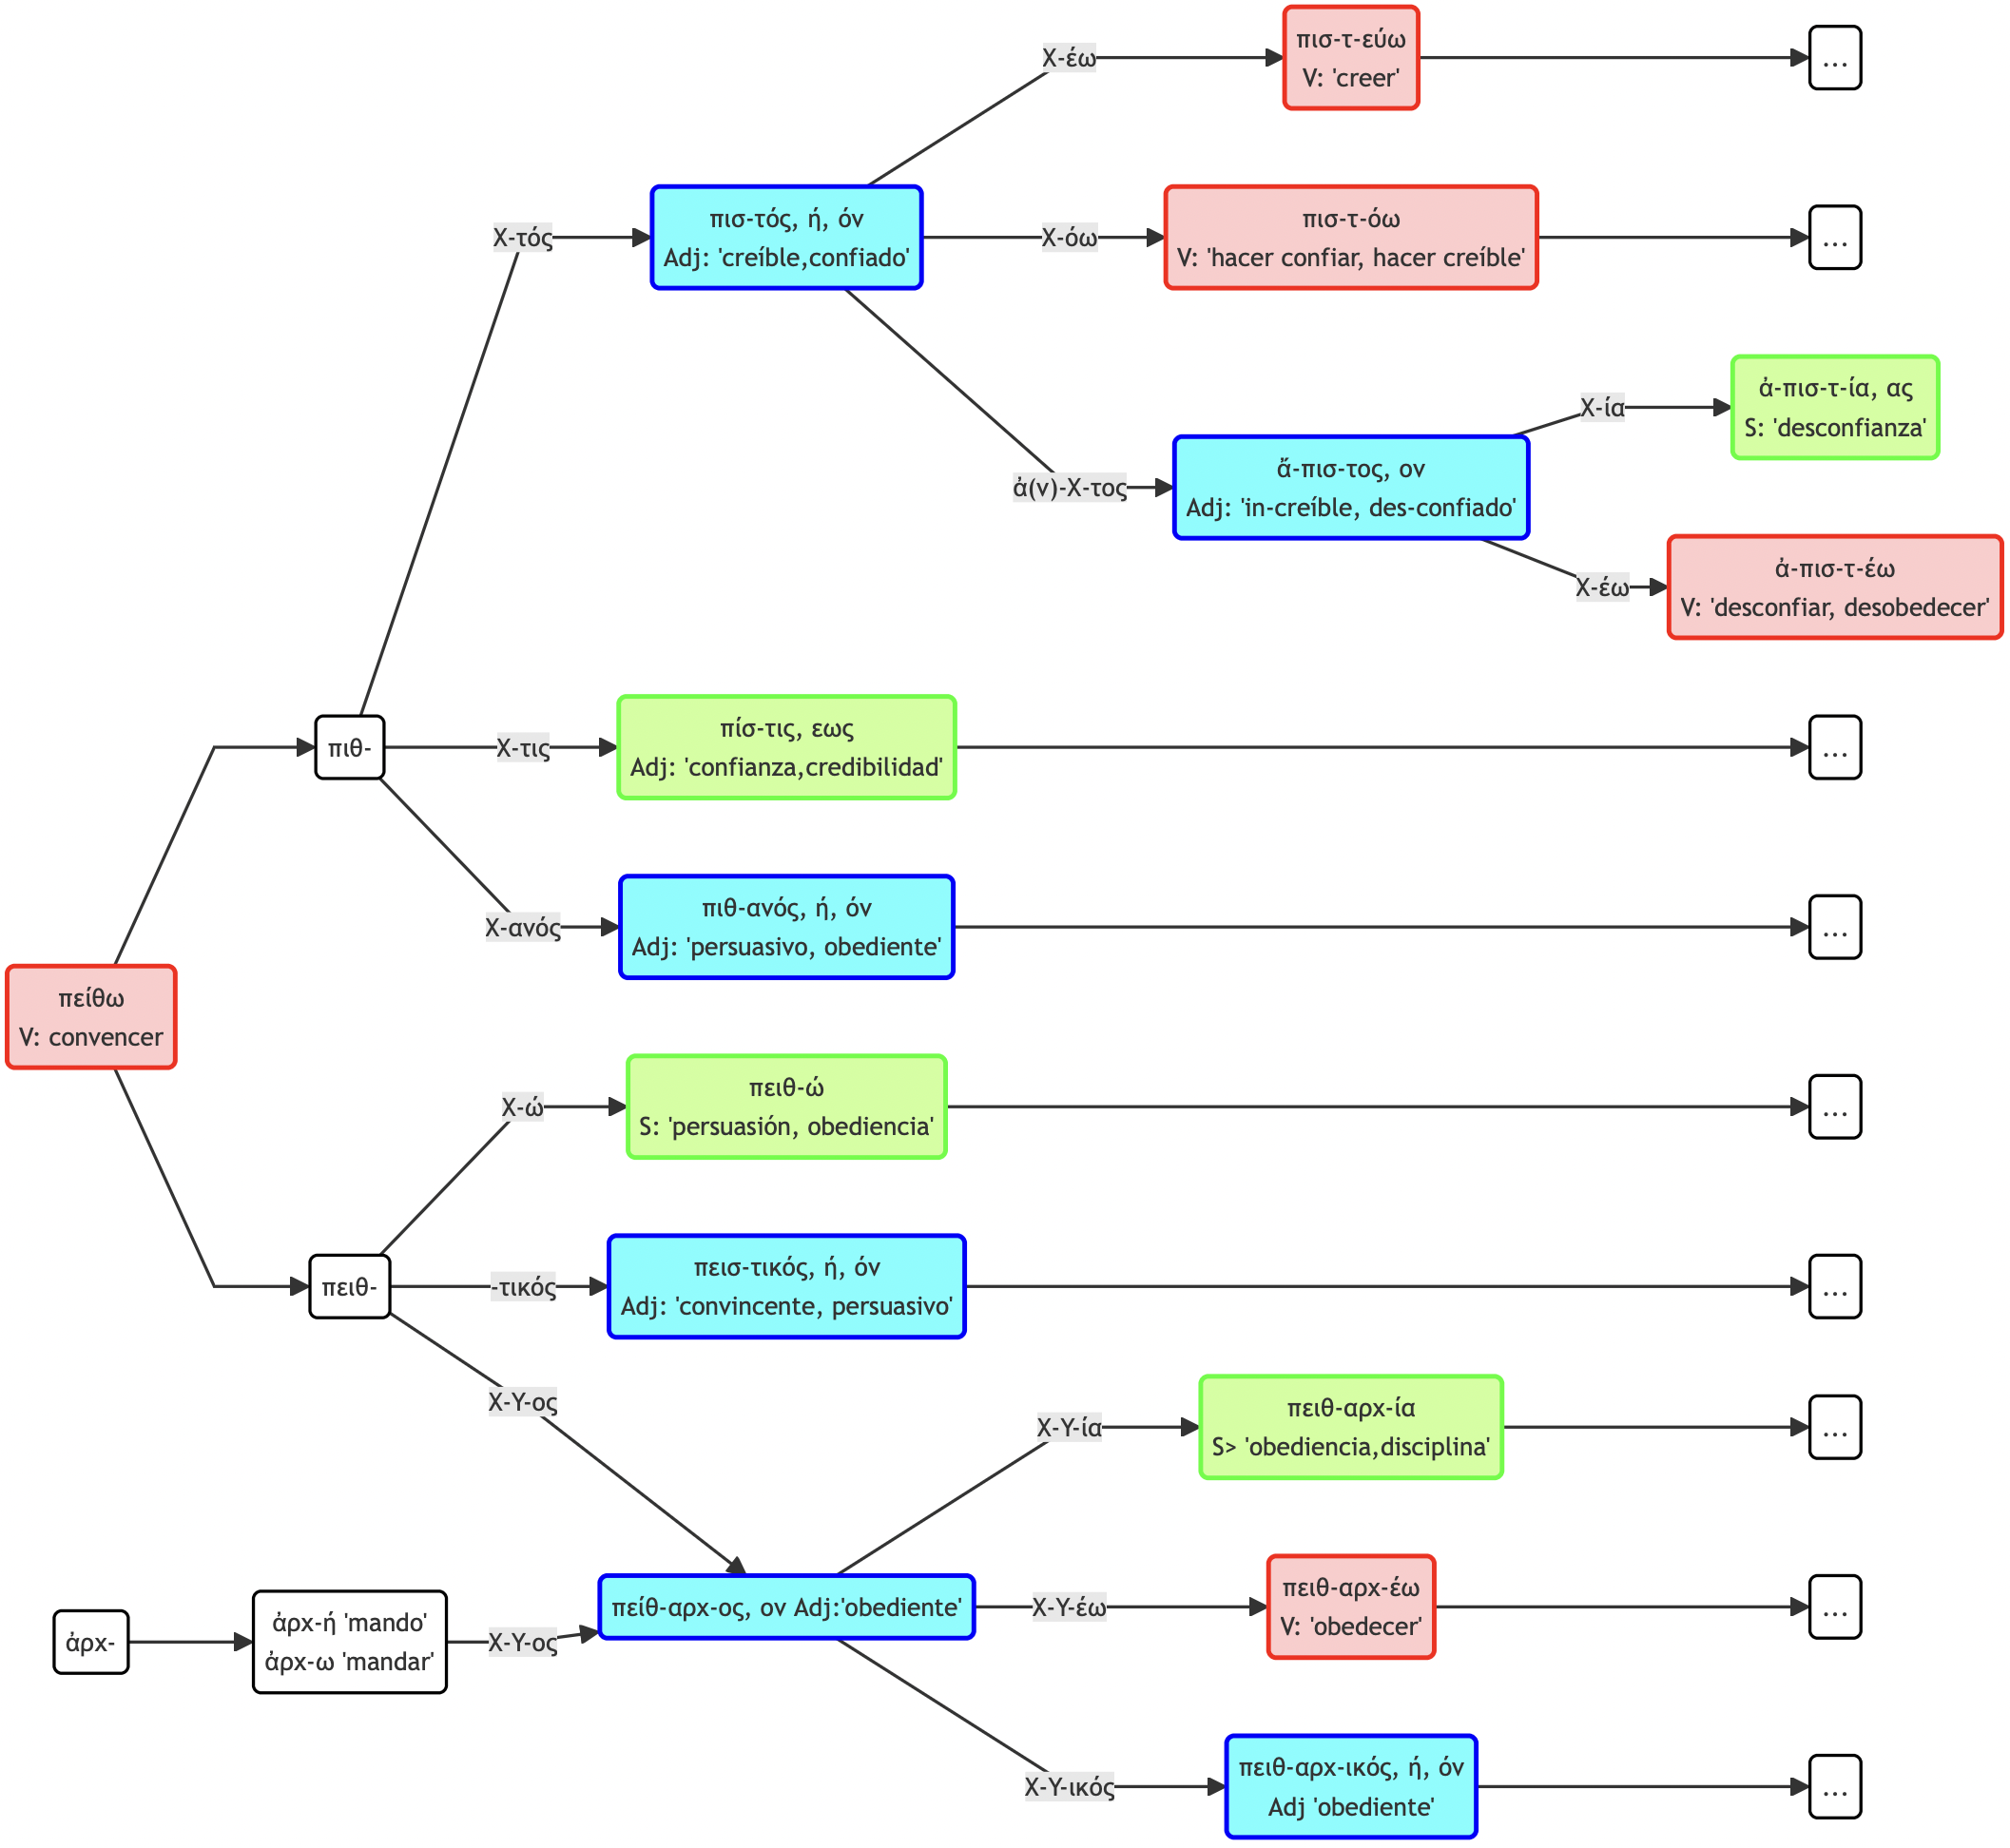 πισ-τ-εύω
V: 'creer'
X-έω
...
πισ-τός, ή, όν
Adj: 'creíble,confiado'
X-τός
πισ-τ-όω
V: 'hacer confiar, hacer creíble'
X-όω
...
ἀ-πισ-τ-ία, ας
S: 'desconfianza'
X-ία
ἄ-πισ-τος, ον
Adj: 'in-creíble, des-confiado'
ἀ(ν)-X-τος
ἀ-πισ-τ-έω
V: 'desconfiar, desobedecer'
X-έω
πιθ-
X-τις
πίσ-τις, εως
Adj: 'confianza,credibilidad'
...
X-ανός
πιθ-ανός, ή, όν
Adj: 'persuasivo, obediente'
...
πείθω
V: convencer
X-ώ
πειθ-ώ
S: 'persuasión, obediencia'
...
πειθ-
-τικός
πεισ-τικός, ή, όν
Adj: 'convincente, persuasivo'
...
X-Y-ος
X-Y-ία
πειθ-αρχ-ία
S> 'obediencia,disciplina'
...
πείθ-αρχ-ος, ον Adj:'obediente'
X-Y-έω
πειθ-αρχ-έω
V: 'obedecer'
...
ἀρχ-
ἀρχ-ή 'mando'
ἀρχ-ω 'mandar'
X-Y-ος
X-Y-ικός
πειθ-αρχ-ικός, ή, όν
Adj 'obediente'
...